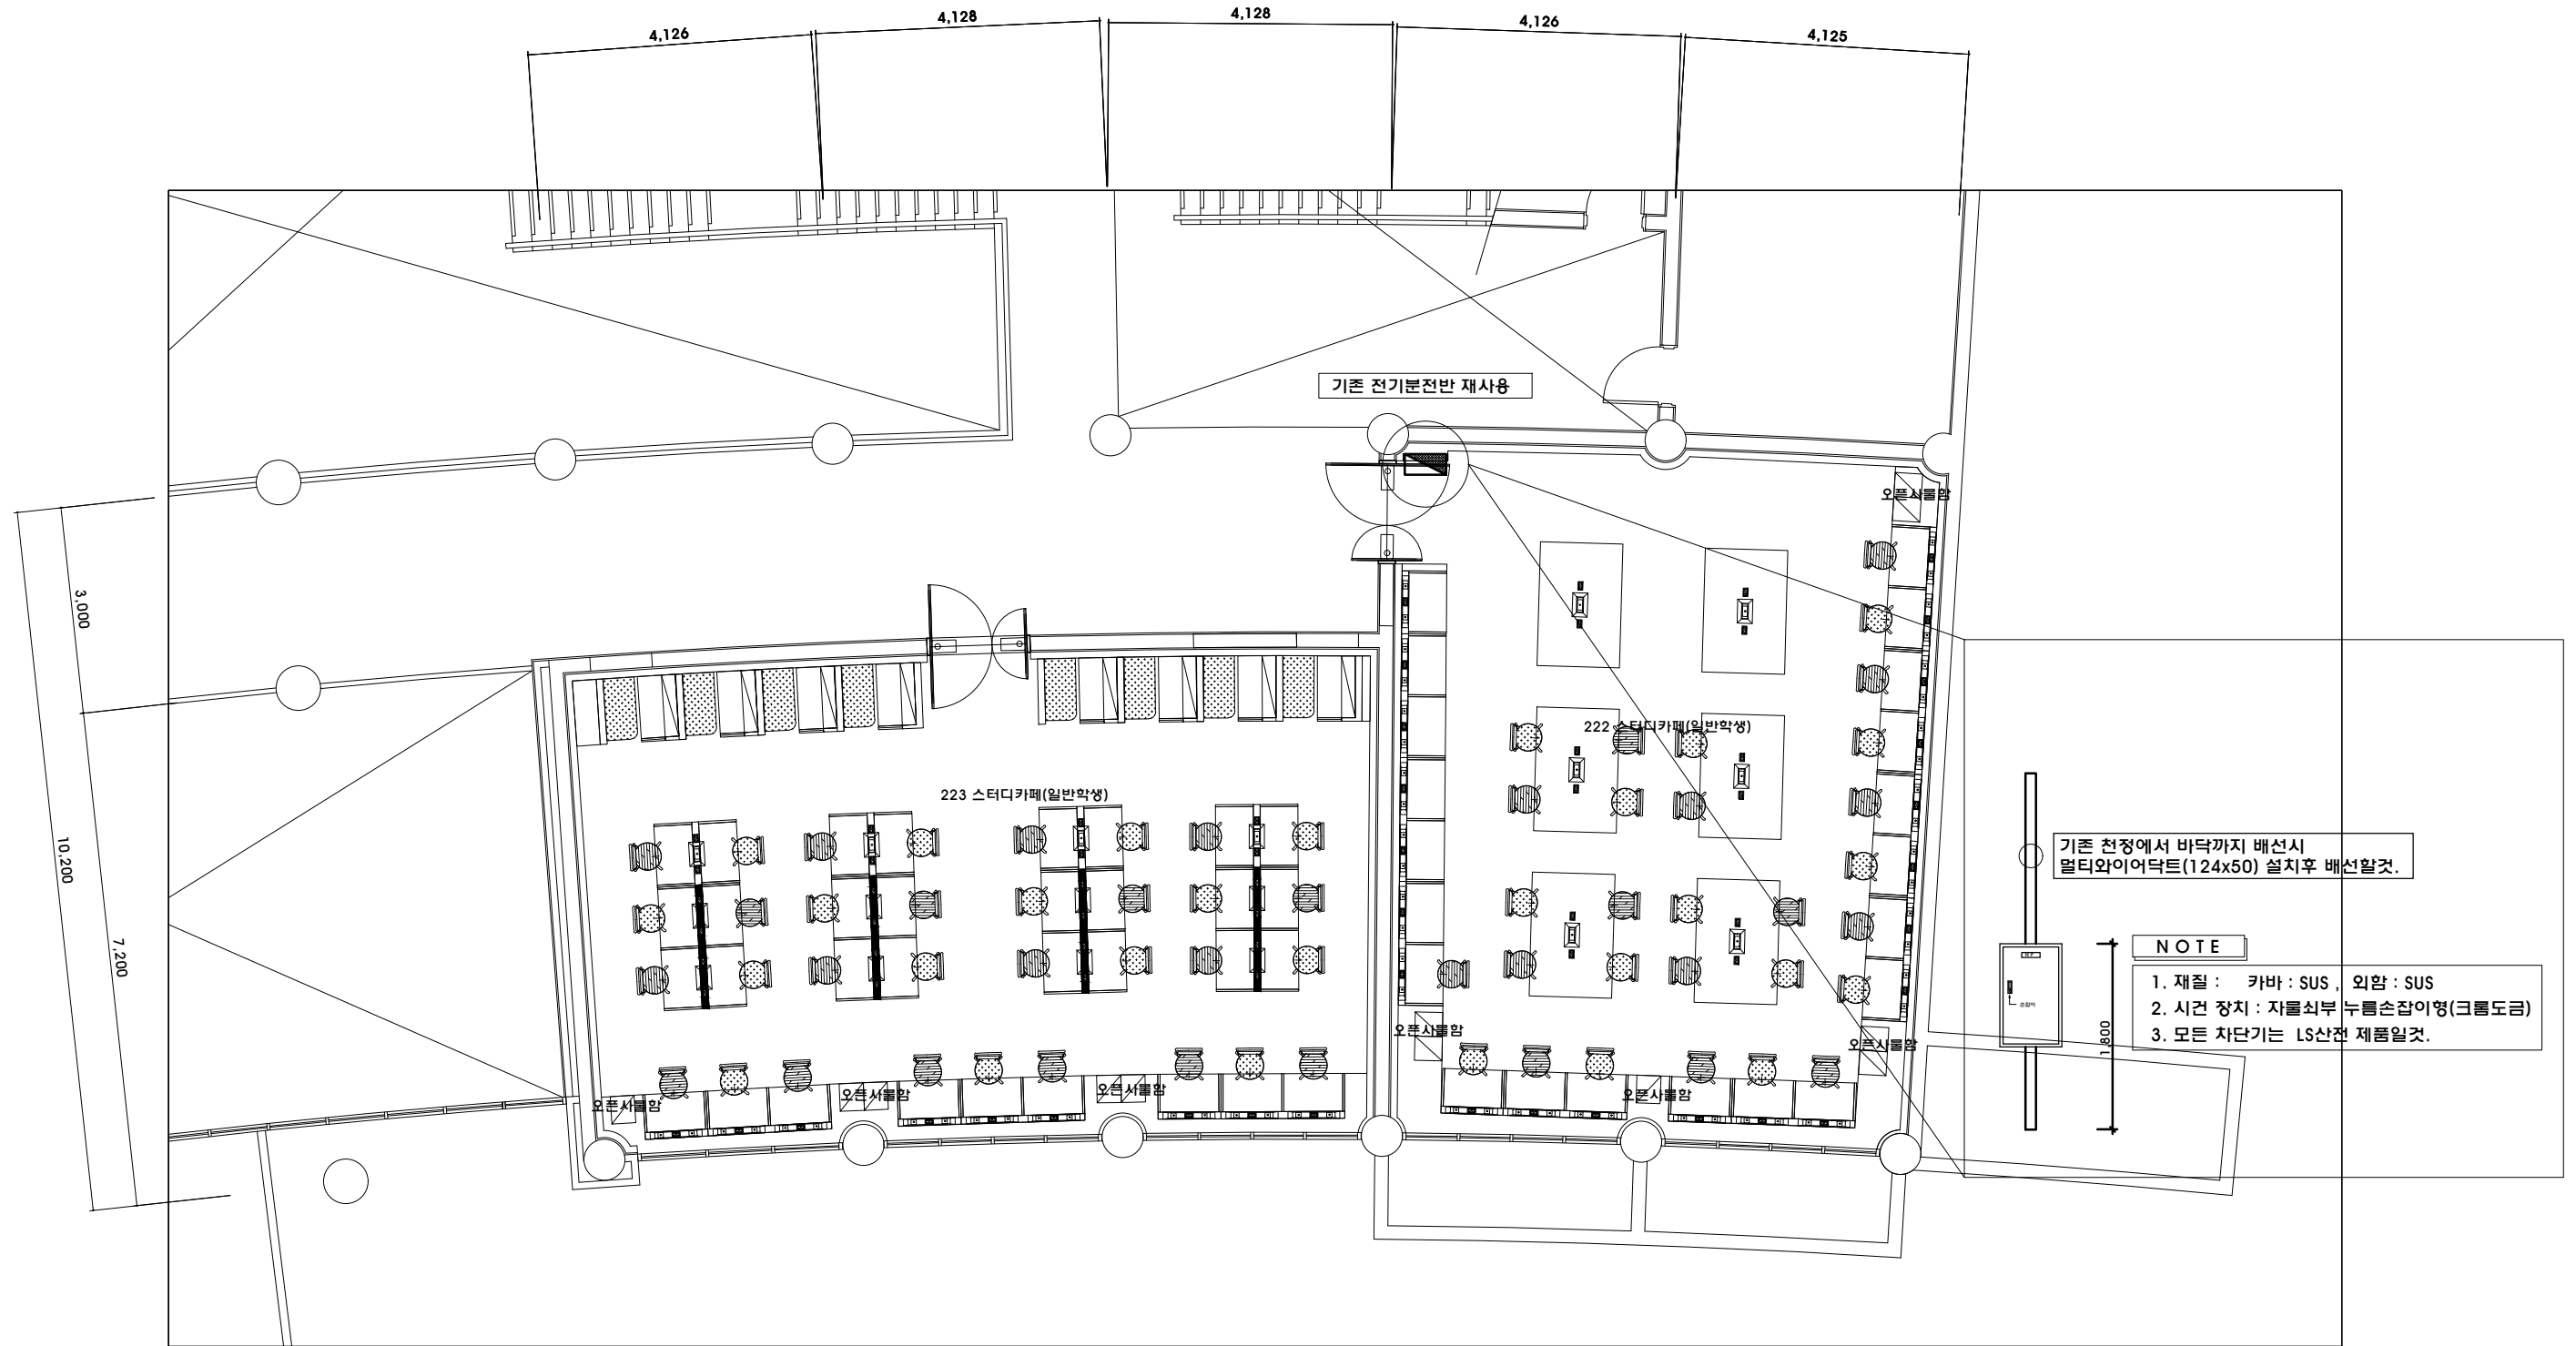 4,126
4,128
4,128
4,126
4,125
기존 전기분전반 재사용
오픈사물함
3,000
10,200
7,200
222 스터디카페(일반학생)
223 스터디카페(일반학생)
기존 천정에서 바닥까지 배선시
멀티와이어닥트(124x50) 설치후 배선할것.
NOTE
1. 재질 : 카바 : SUS , 외함 : SUS
2. 시건 장치 : 자물쇠부 누름손잡이형(크롬도금)
3. 모든 차단기는 LS산전 제품일것.
손잡이
1,800
오픈사물함
오픈사물함
오픈사물함
오픈사물함
오픈사물함
오픈사물함